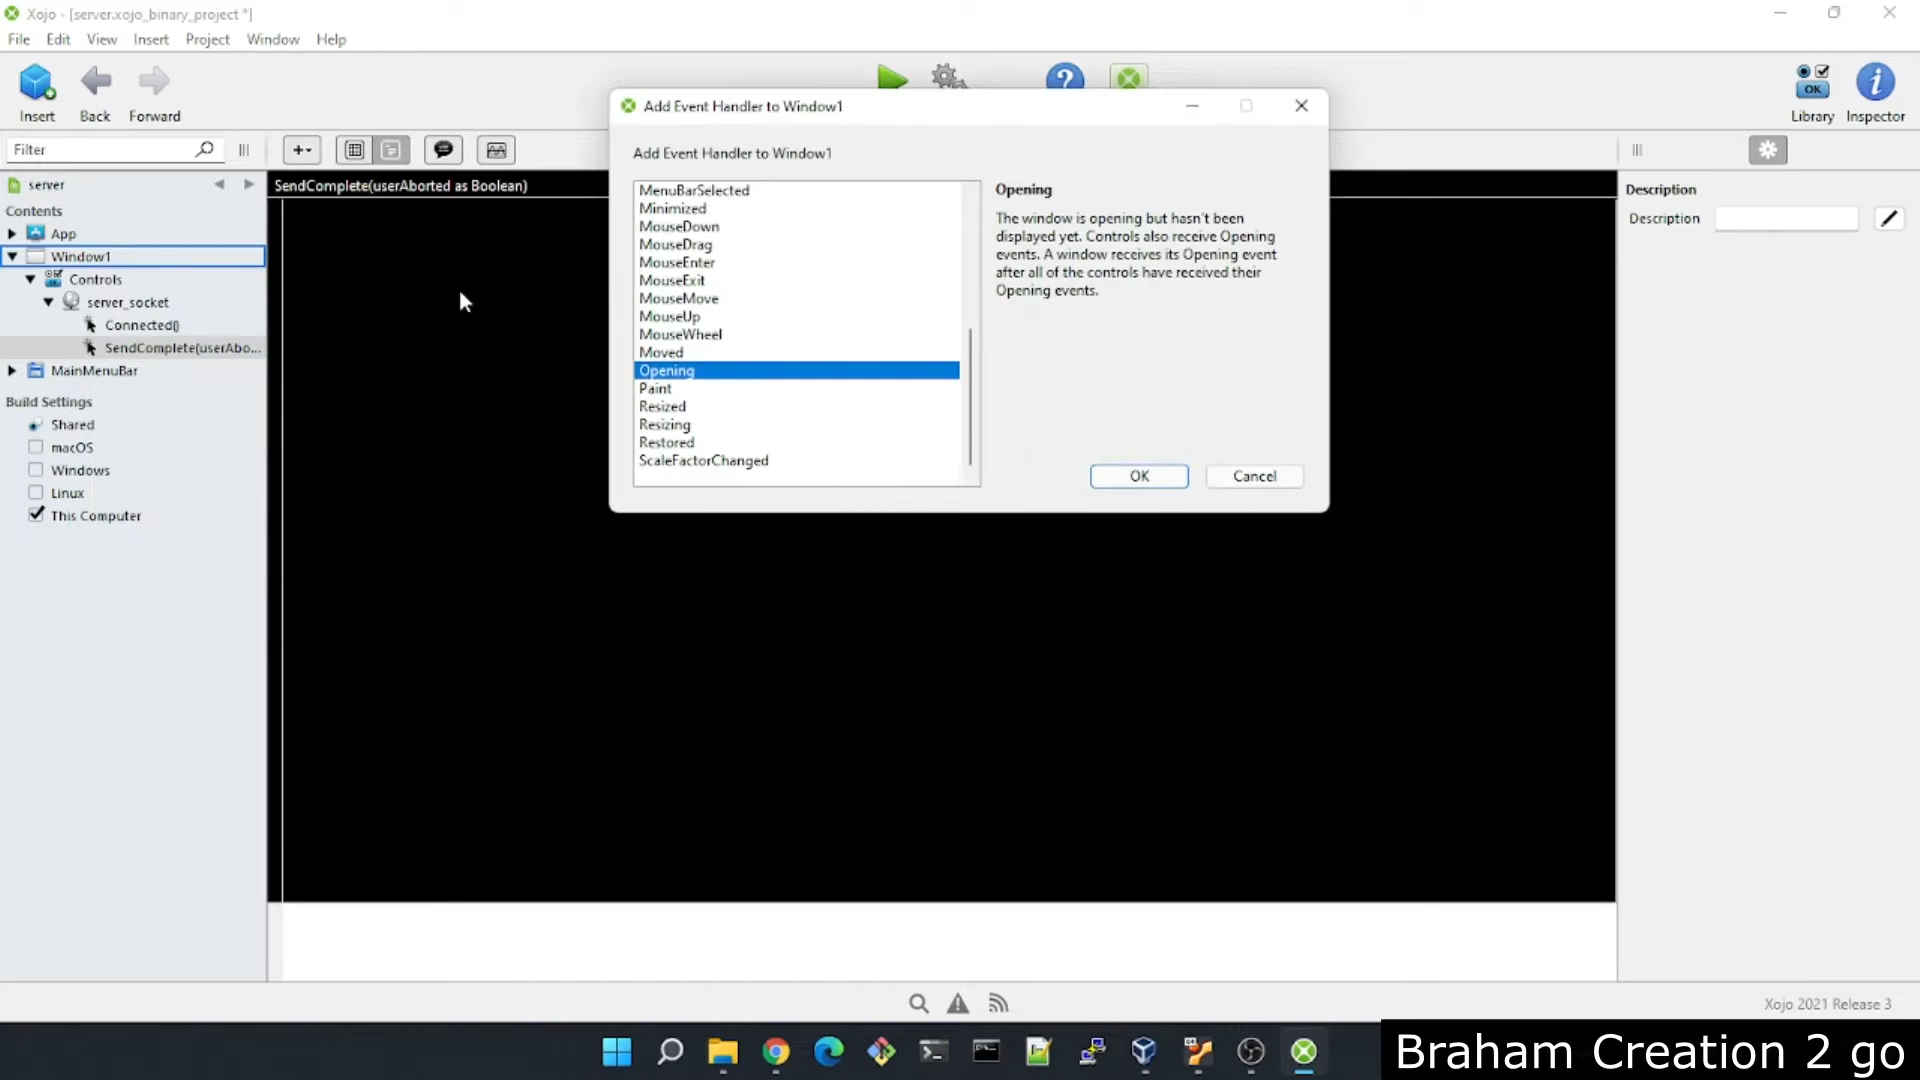 Xojo - [server.xojo_binary_project *]
File Edit View Insert Project Window Help
Insert Back Forward
Library Inspector
OK
Filter
Add Event Handler to Window1
Add Event Handler to Window1
server
Contents
App
Window1
Controls
server_socket
Connected()
SendComplete(userAbo...
MainMenuBar
Build Settings
Shared
macOS
Windows
Linux
This Computer
SendComplete(userAborted as Boolean)
MenuBarSelected
Minimized
MouseDown
MouseDrag
MouseEnter
MouseExit
MouseMove
MouseUp
MouseWheel
Moved
Opening
Paint
Resized
Resizing
Restored
ScaleFactorChanged
Opening
The window is opening but hasn't been
displayed yet. Controls also receive Opening
events. A window receives its Opening event
after all of the controls have received their
Opening events.
OK Cancel
Description
Description
Xojo 2021 Release 3
Braham Creation 2 go